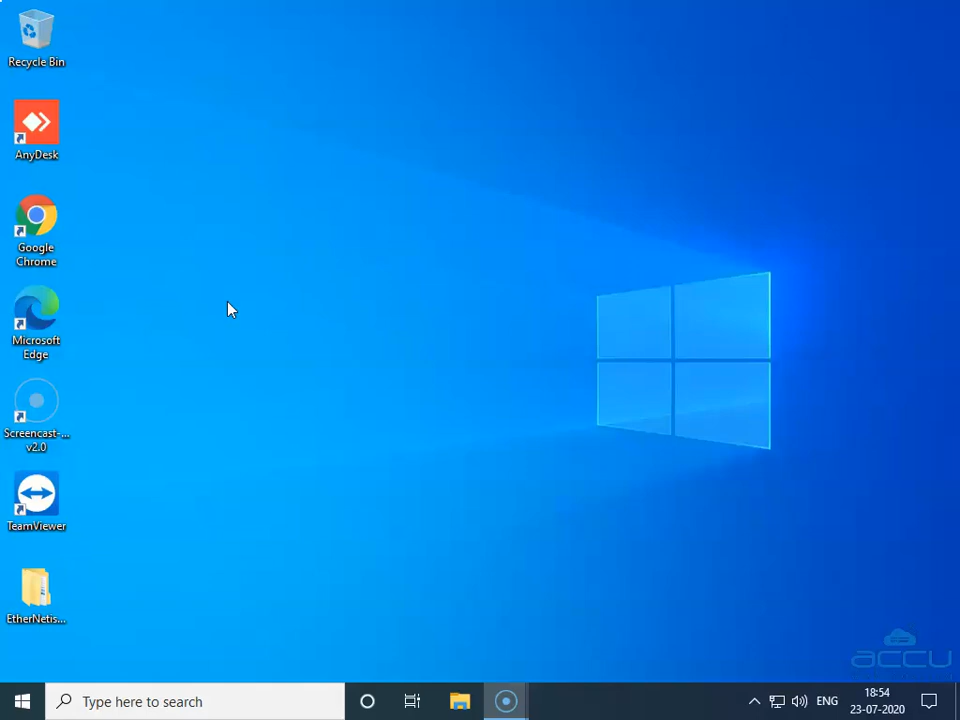 Recycle Bin
AnyDesk
Google
Chrome
Microsoft
Edge
Screencast-...
v2.0
TeamViewer
EtherNetis...
accu
Type here to search
ENG
18:54
23-07-2020